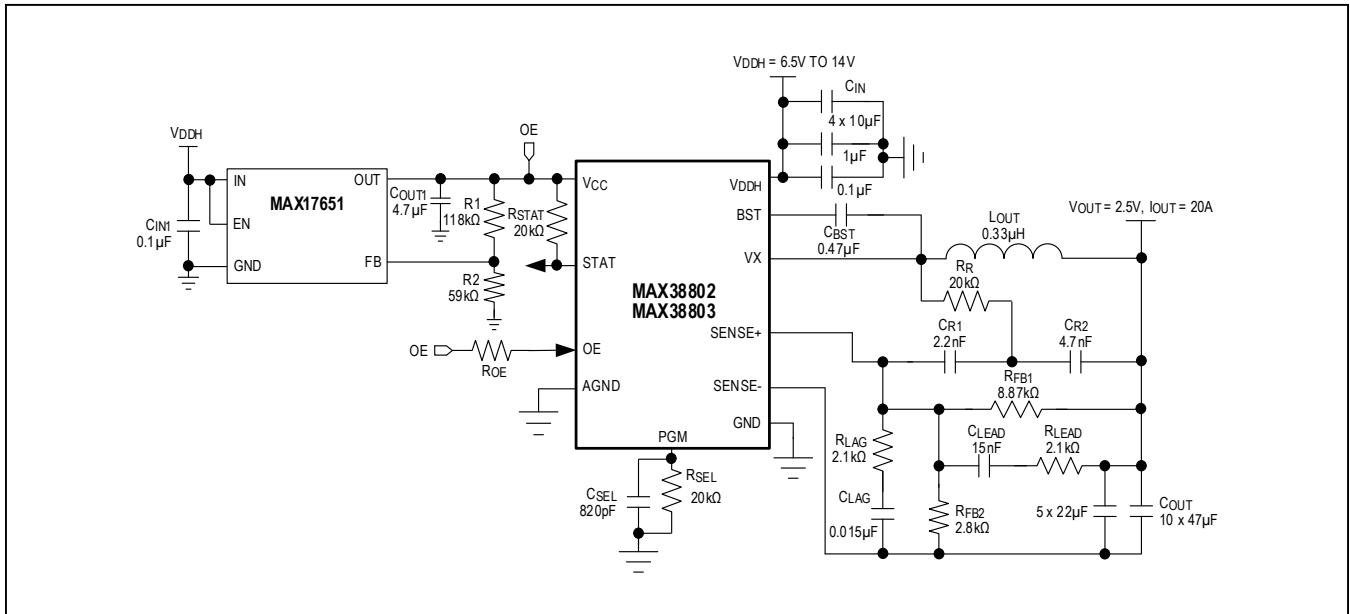 VDDH = 6.5V TO 14V
CIN
4 x 10µF
1µF
0.1µF
VDDH
IN
EN
GND
OUT
FB
MAX17651
CIN1
0.1µF
COUT1
4.7µF
R1
118kΩ
R2
59kΩ
OE
RSTAT
20kΩ
VCC
STAT
OE
ROE
OE
AGND
MAX38802
MAX38803
PGM
CSEL
820pF
RSEL
20kΩ
VDDH
BST
VX
SENSE+
SENSE-
GND
CBST
0.47µF
LOUT
0.33µH
VOUT = 2.5V, IOUT = 20A
RR
20kΩ
CR1
2.2nF
CR2
4.7nF
RFB1
8.87kΩ
RLAG
2.1kΩ
CLEAD
15nF
RLEAD
2.1kΩ
CLAG
0.015µF
RFB2
2.8kΩ
5 x 22µF
COUT
10 x 47µF